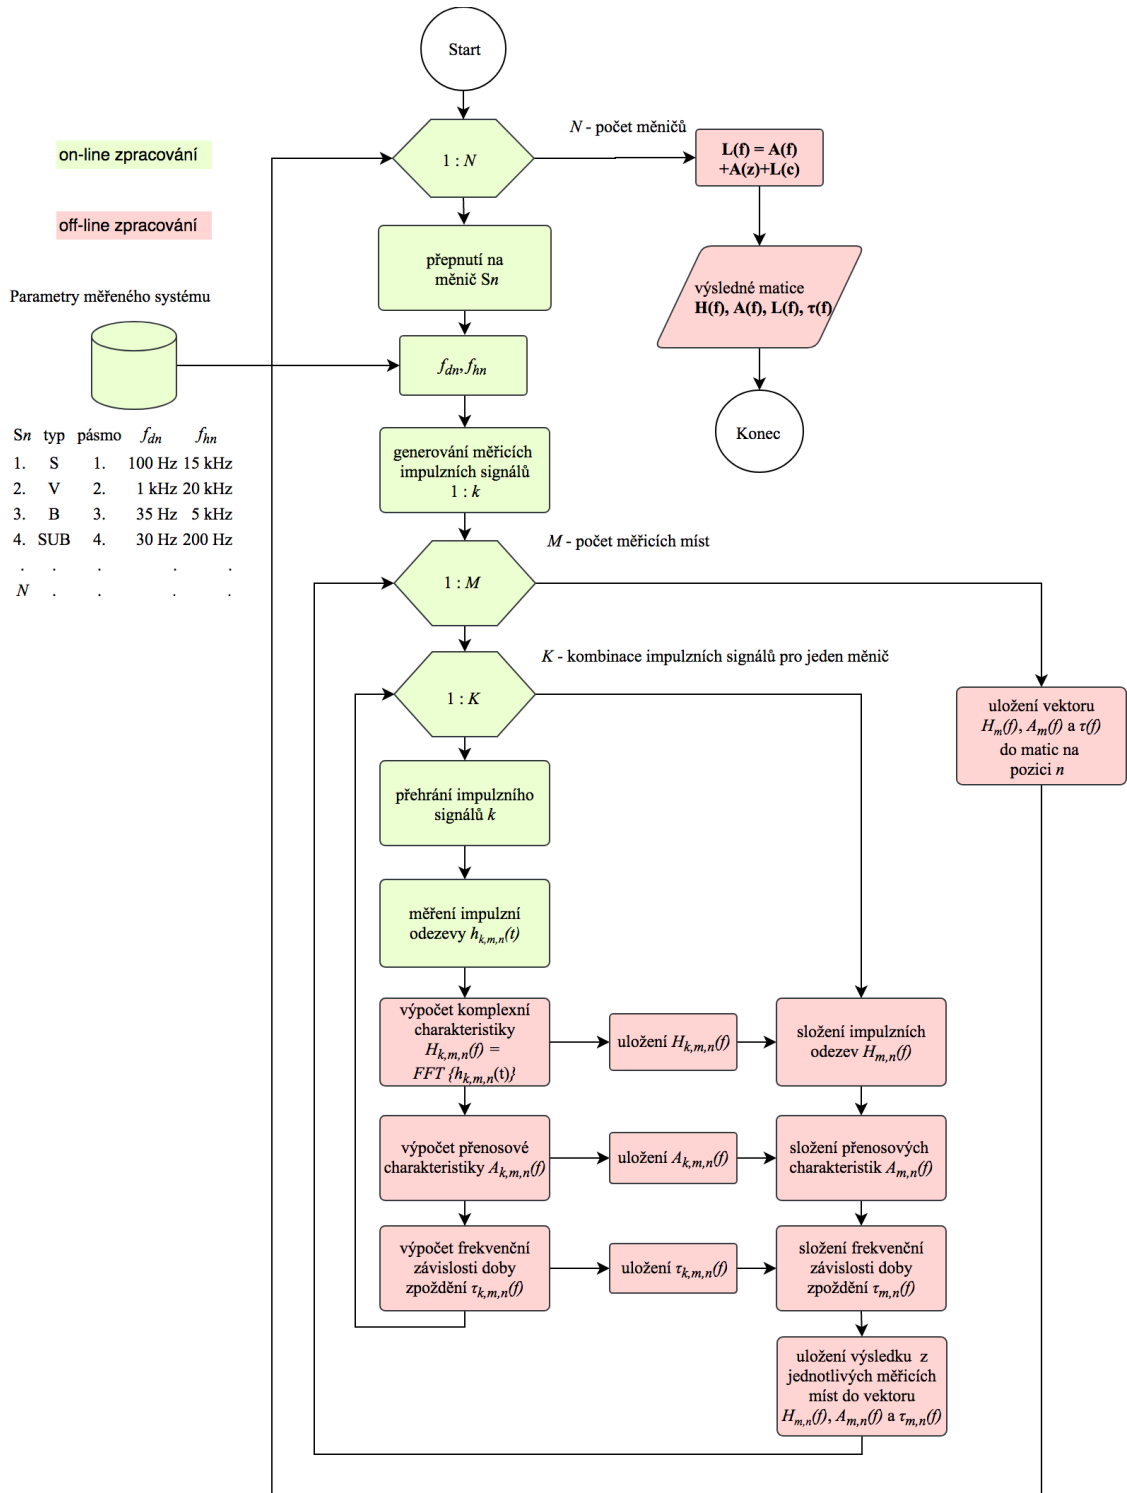 Start
N - počet měničů
1 : N
L(f) = A(f)
+A(z)+L(c)
on-line zpracování
off-line zpracování
přepnutí na
měnič Sn
výsledné matice
H(f), A(f), L(f), τ(f)
Parametry měřeného systému
fdn, fhn
Konec
Sn typ pásmo fdn fhn
1. S 1. 100 Hz 15 kHz
2. V 2. 1 kHz 20 kHz
3. B 3. 35 Hz 5 kHz
4. SUB 4. 30 Hz 200 Hz
. . . . .
N . . . .
generování měřicích
impulzních signálů
1 : k
M - počet měřicích míst
1 : M
K - kombinace impulzních signálů pro jeden měnič
1 : K
uložení vektoru
Hm(f), Am(f) a τ(f)
do matic na
pozici n
přehrání impulzního
signálů k
měření impulzní
odezevy hk,m,n(t)
výpočet komplexní
charakteristiky
Hk,m,n(f) =
FFT {hk,m,n(t)}
uložení Hk,m,n(f)
složení impulzních
odezev Hm,n(f)
výpočet přenosové
charakteristiky Ak,m,n(f)
uložení Ak,m,n(f)
složení přenosových
charakteristik Am,n(f)
výpočet frekvenční
závislosti doby
zpoždění τk,m,n(f)
uložení τk,m,n(f)
složení frekvenční
závislosti doby
zpoždění τm,n(f)
uložení výsledku z
jednotlivých měřicích
míst do vektoru
Hm,n(f), Am,n(f) a τm,n(f)